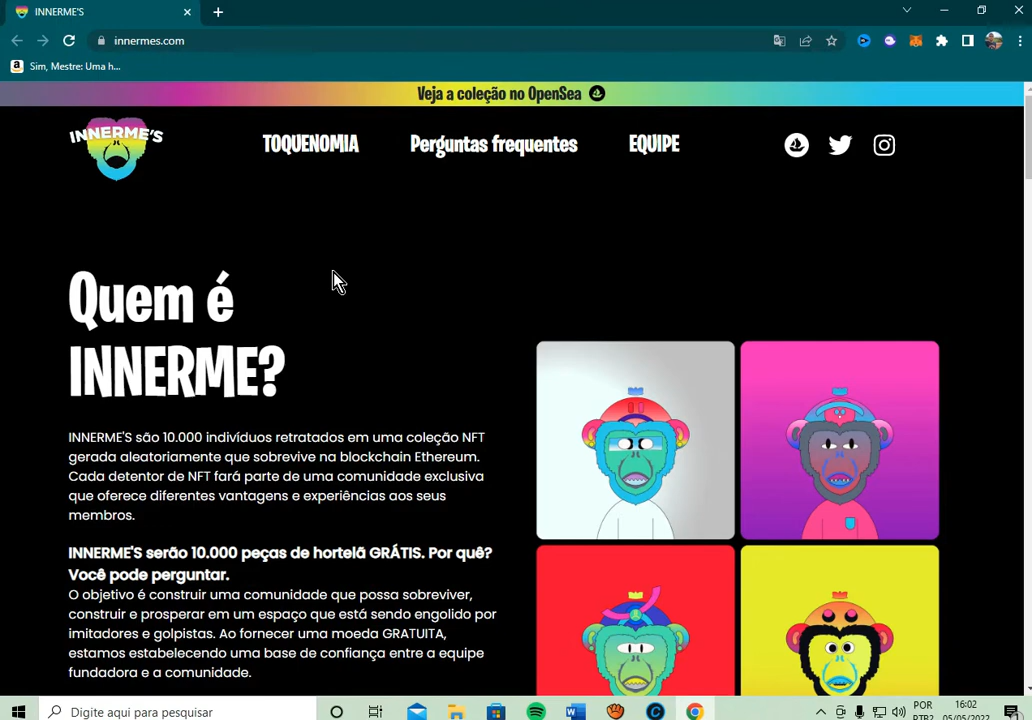 INNERME'S
innermes.com
Sim, Mestre: Uma h...
Veja a coleção no OpenSea
INNERME'S
TOQUENOMIA
Perguntas frequentes
EQUIPE
Quem é
INNERME?
INNERME'S são 10.000 indivíduos retratados em uma coleção NFT
gerada aleatoriamente que sobrevive na blockchain Ethereum.
Cada detentor de NFT fará parte de uma comunidade exclusiva
que oferece diferentes vantagens e experiências aos seus
membros.
INNERME'S serão 10.000 peças de hortelã GRÁTIS. Por quê?
Você pode perguntar.
O objetivo é construir uma comunidade que possa sobreviver,
construir e prosperar em um espaço que está sendo engolido por
imitadores e golpistas. Ao fornecer uma moeda GRATUITA,
estamos estabelecendo uma base de confiança entre a equipe
fundadora e a comunidade.
Digite aqui para pesquisar
POR
PTB2
16:02
05/05/2022